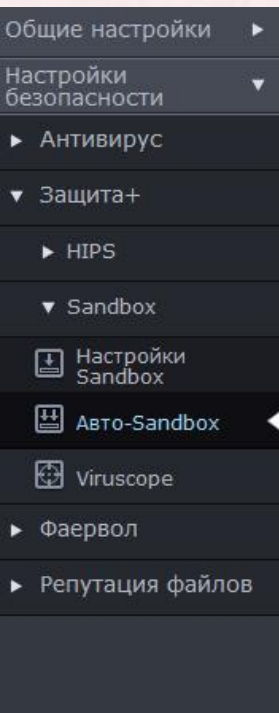 Общие настройки
Настройки
безопасности
Антивирус
Защита+
HIPS
Sandbox
Настройки
Sandbox
Авто-Sandbox
Viruscope
Фаервол
Репутация файлов